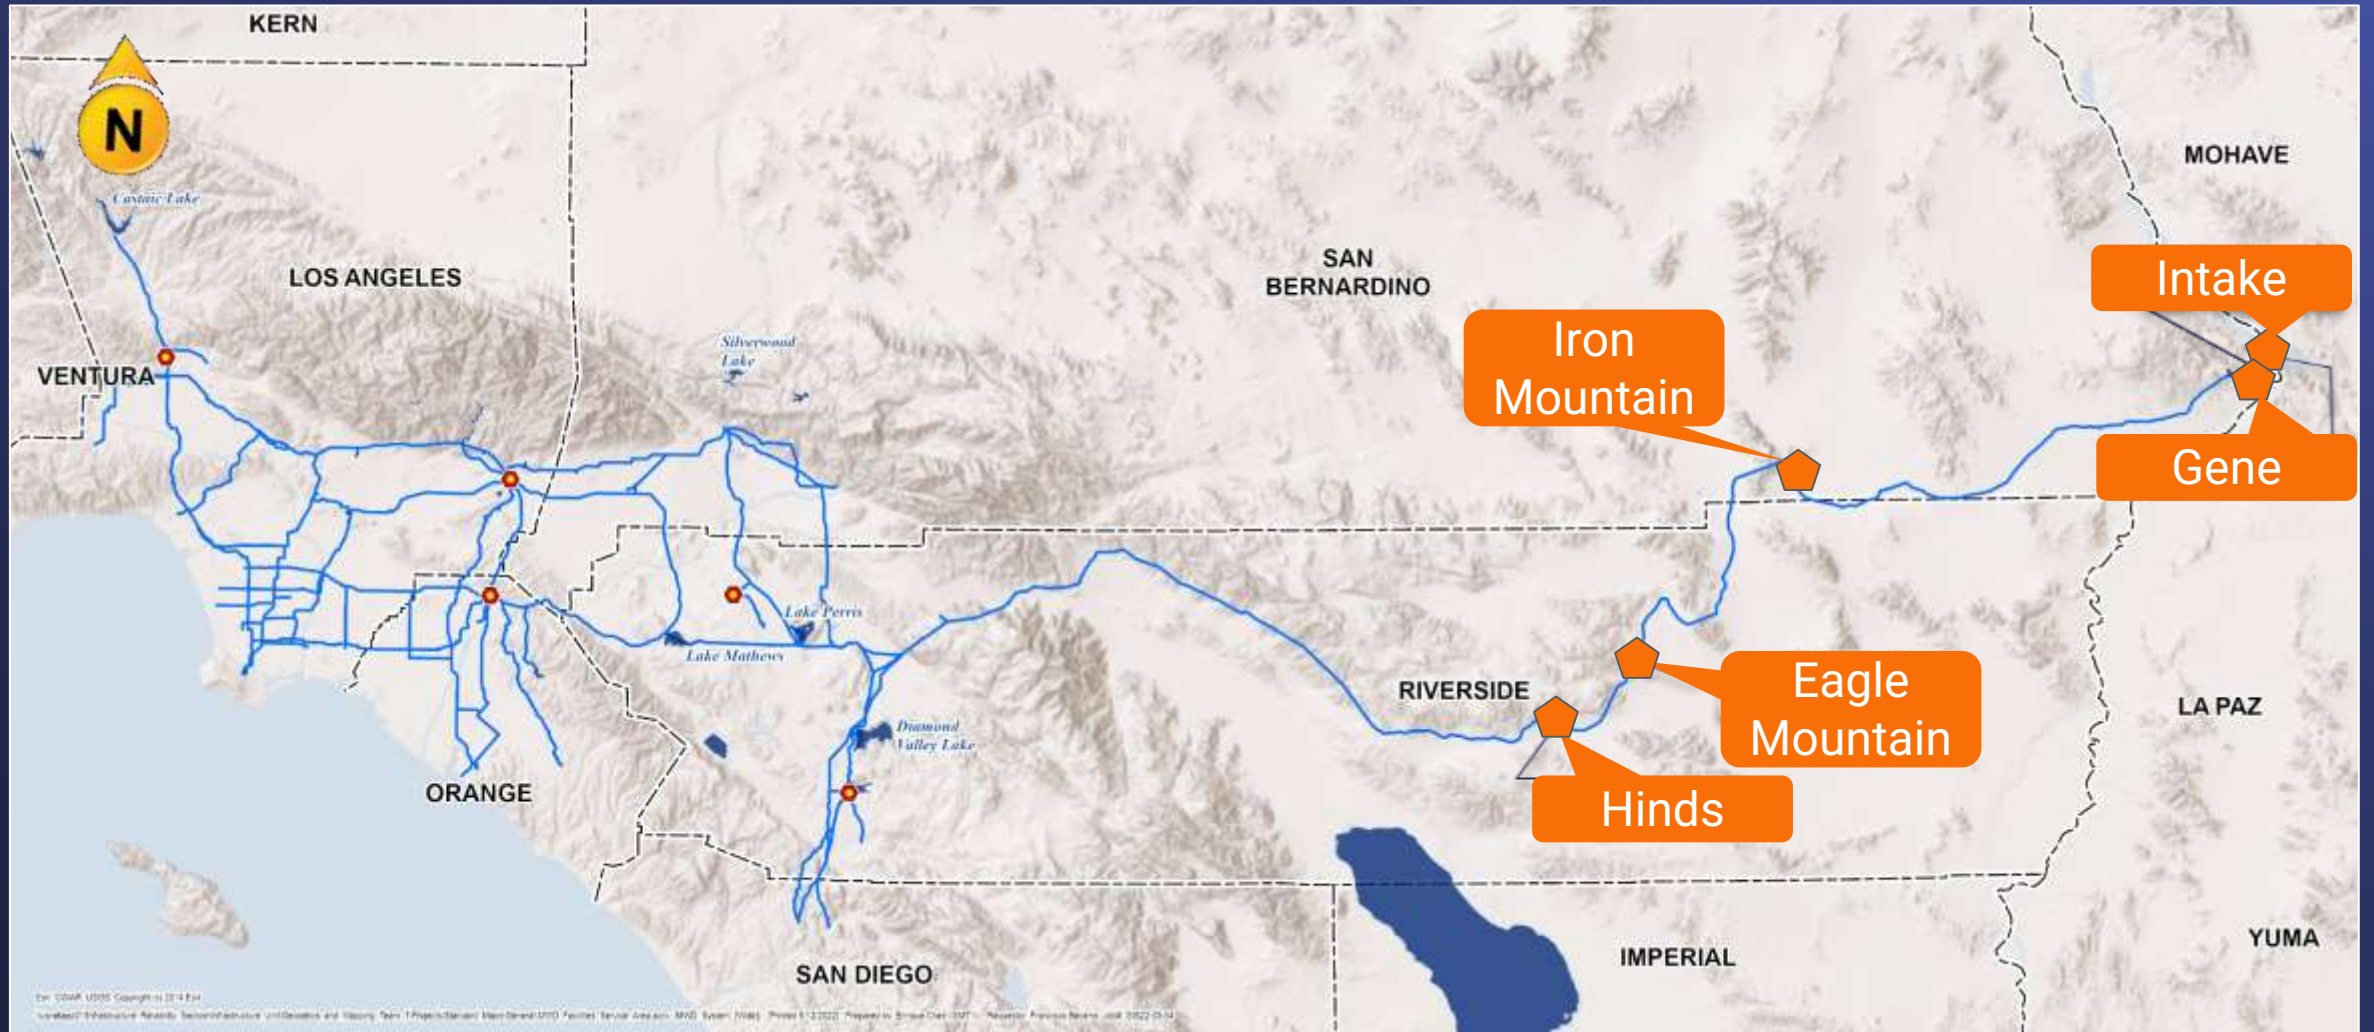 KERN
N
MOHAVE
Castaic Lake
LOS ANGELES
SAN
BERNARDINO
Intake
Iron
Mountain
Silverwood
Lake
VENTURA
Gene
Lake Perris
Lake Mathews
RIVERSIDE
Eagle
Mountain
LA PAZ
Diamond
Valley Lake
ORANGE
Hinds
YUMA
IMPERIAL
SAN DIEGO